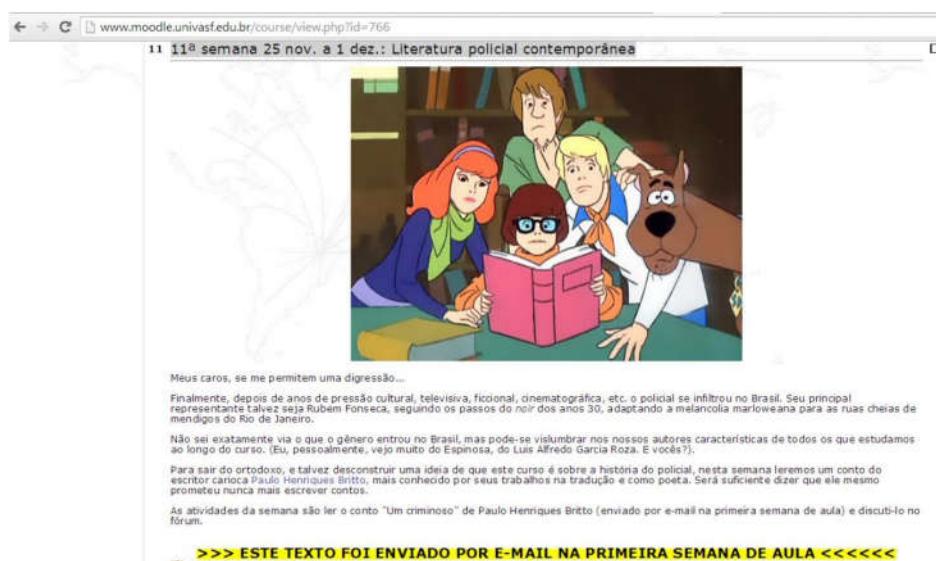 www.moodle.univasf.edu.br/course/view.php?id=766
11 11ª semana 25 nov. a 1 dez.: Literatura policial contemporânea
Meus caros, se me permitem uma digressão...
Finalmente, depois de anos de pressão cultural, televisiva, ficcional, cinematográfica, etc. o policial se infiltrou no Brasil. Seu principal
representante talvez seja Rubem Fonseca, seguindo os passos do noir dos anos 30, adaptando a melancolia marloweana para as ruas cheias de
mendigos do Rio de Janeiro.
Não sei exatamente via o que o gênero entrou no Brasil, mas pode-se vislumbrar nos nossos autores características de todos os que estudamos
ao longo do curso. (Eu, pessoalmente, vejo muito do Espinosa, do Luis Alfredo Garcia Roza. E vocês?).
Para sair do ortodoxo, e talvez desconstruir uma ideia de que este curso é sobre a história do policial, nesta semana leremos um conto do
escritor carioca Paulo Henriques Britto, mais conhecido por seus trabalhos na tradução e como poeta. Será suficiente dizer que ele mesmo
prometeu nunca mais escrever contos.
As atividades da semana são ler o conto "Um criminoso" de Paulo Henriques Britto (enviado por e-mail na primeira semana de aula) e discuti-lo no
fórum.
>>> ESTE TEXTO FOI ENVIADO POR E-MAIL NA PRIMEIRA SEMANA DE AULA <<<<<<